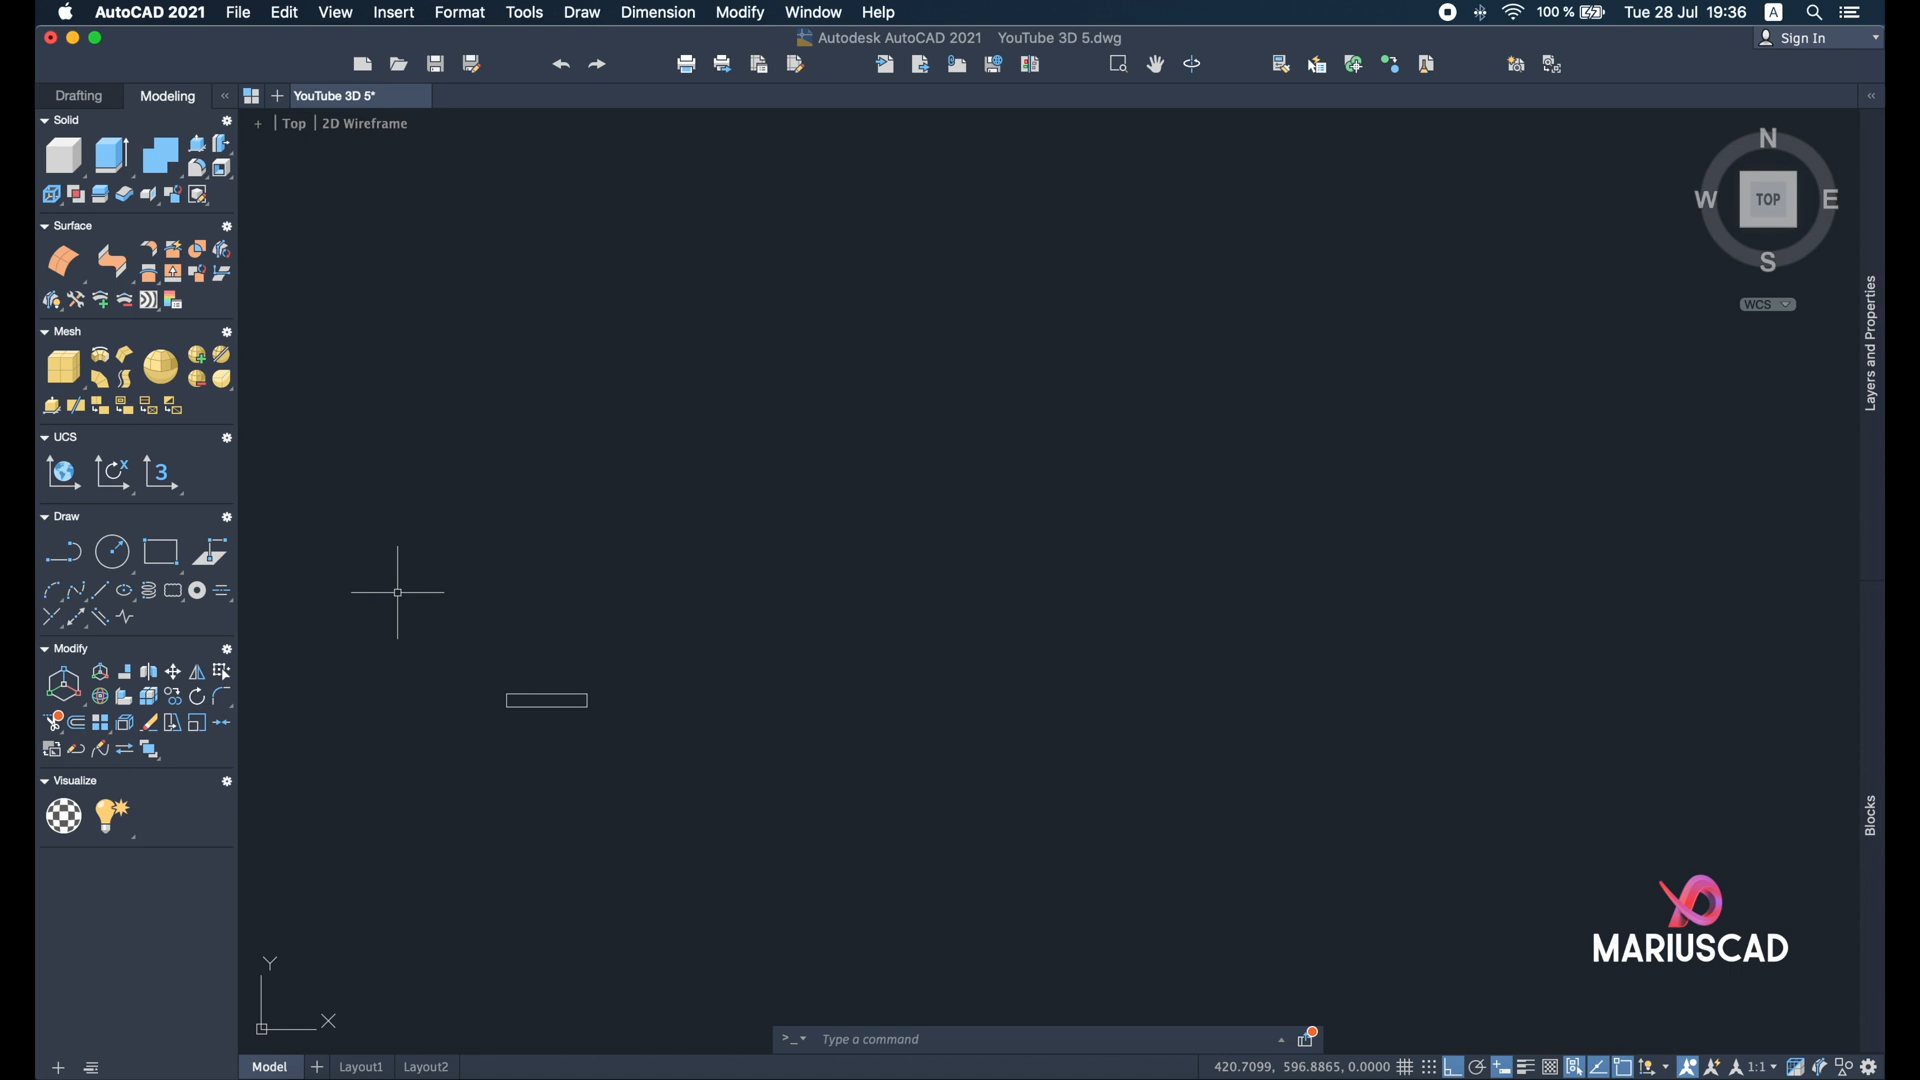 AutoCAD 2021 File Edit View Insert Format Tools Draw Dimension Modify Window Help
100 % Tue 28 Jul 19:36 A
Autodesk AutoCAD 2021 YouTube 3D 5.dwg
Sign In
Drafting Modeling YouTube 3D 5*
Solid
+ | Top | 2D Wireframe
N
W TOP E
S
WCS
Surface
Mesh
UCS
X 3
Draw
Modify
Visualize
Layers and Properties
Blocks
MARIUSCAD
Y
X
>_ Type a command
Model Layout1 Layout2
420.7099, 596.8865, 0.0000 1:1